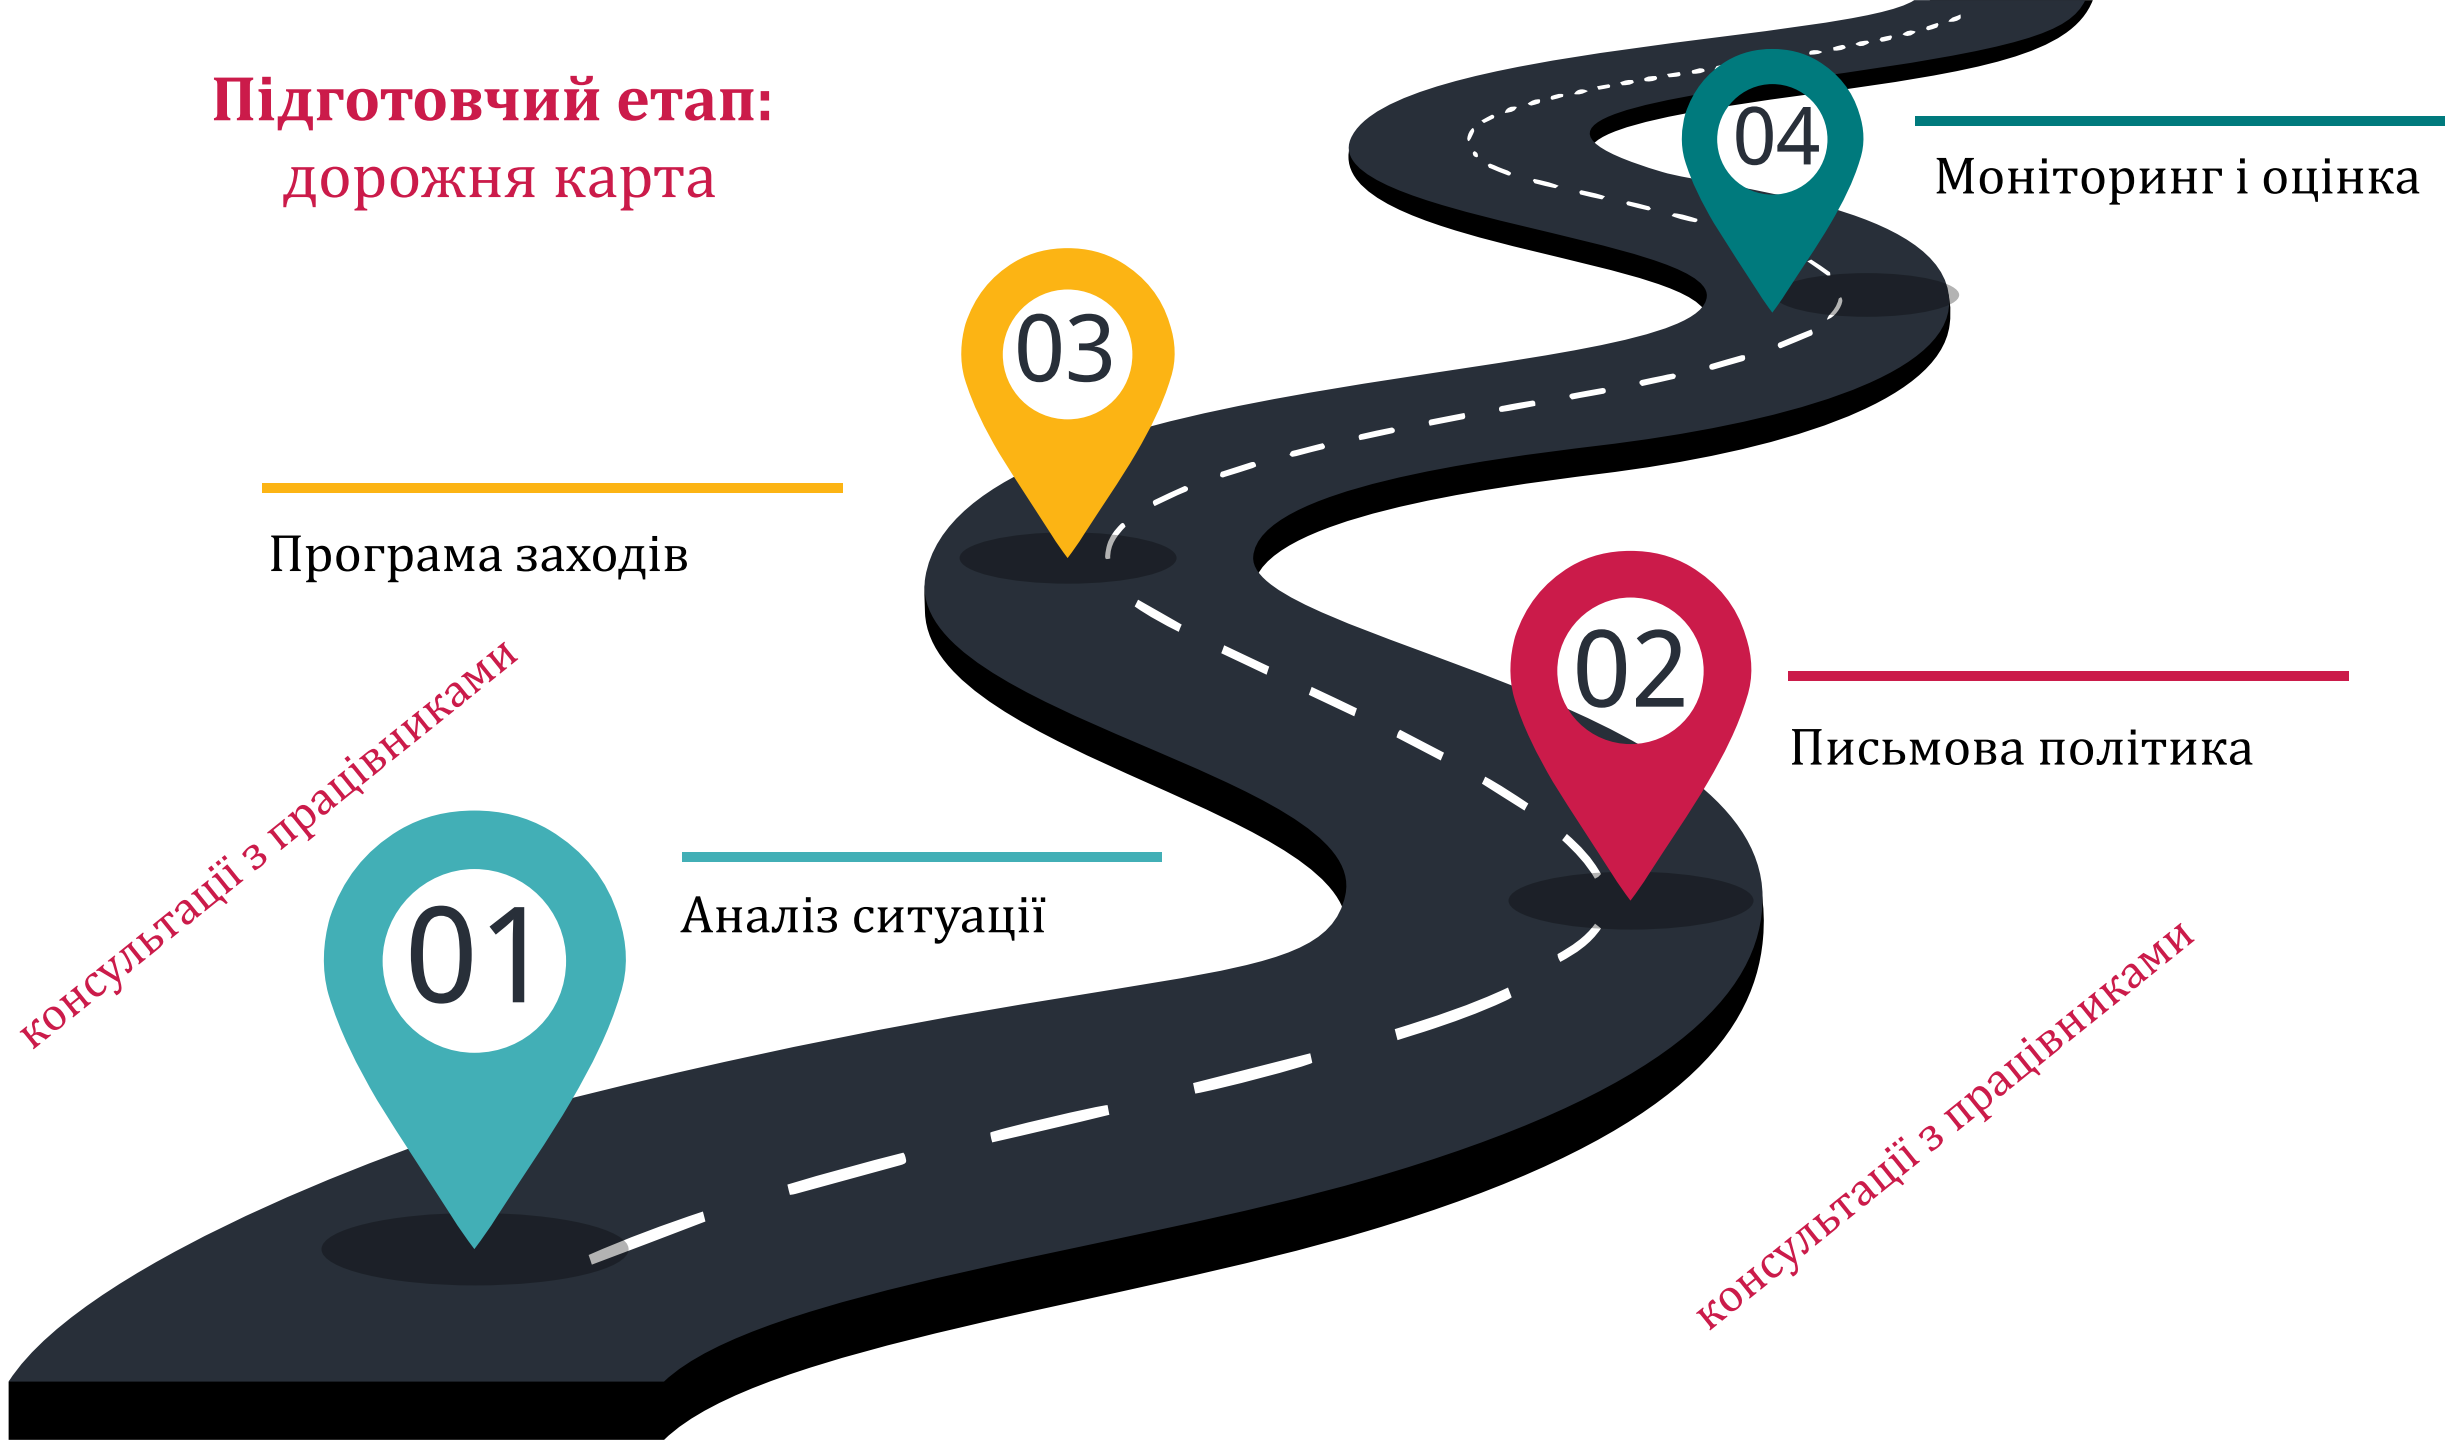 Підготовчий етап:
дорожня карта
04
Моніторинг і оцінка
03
Програма заходів
02
Письмова політика
консультації з працівниками
01
Аналіз ситуації
консультації з працівниками